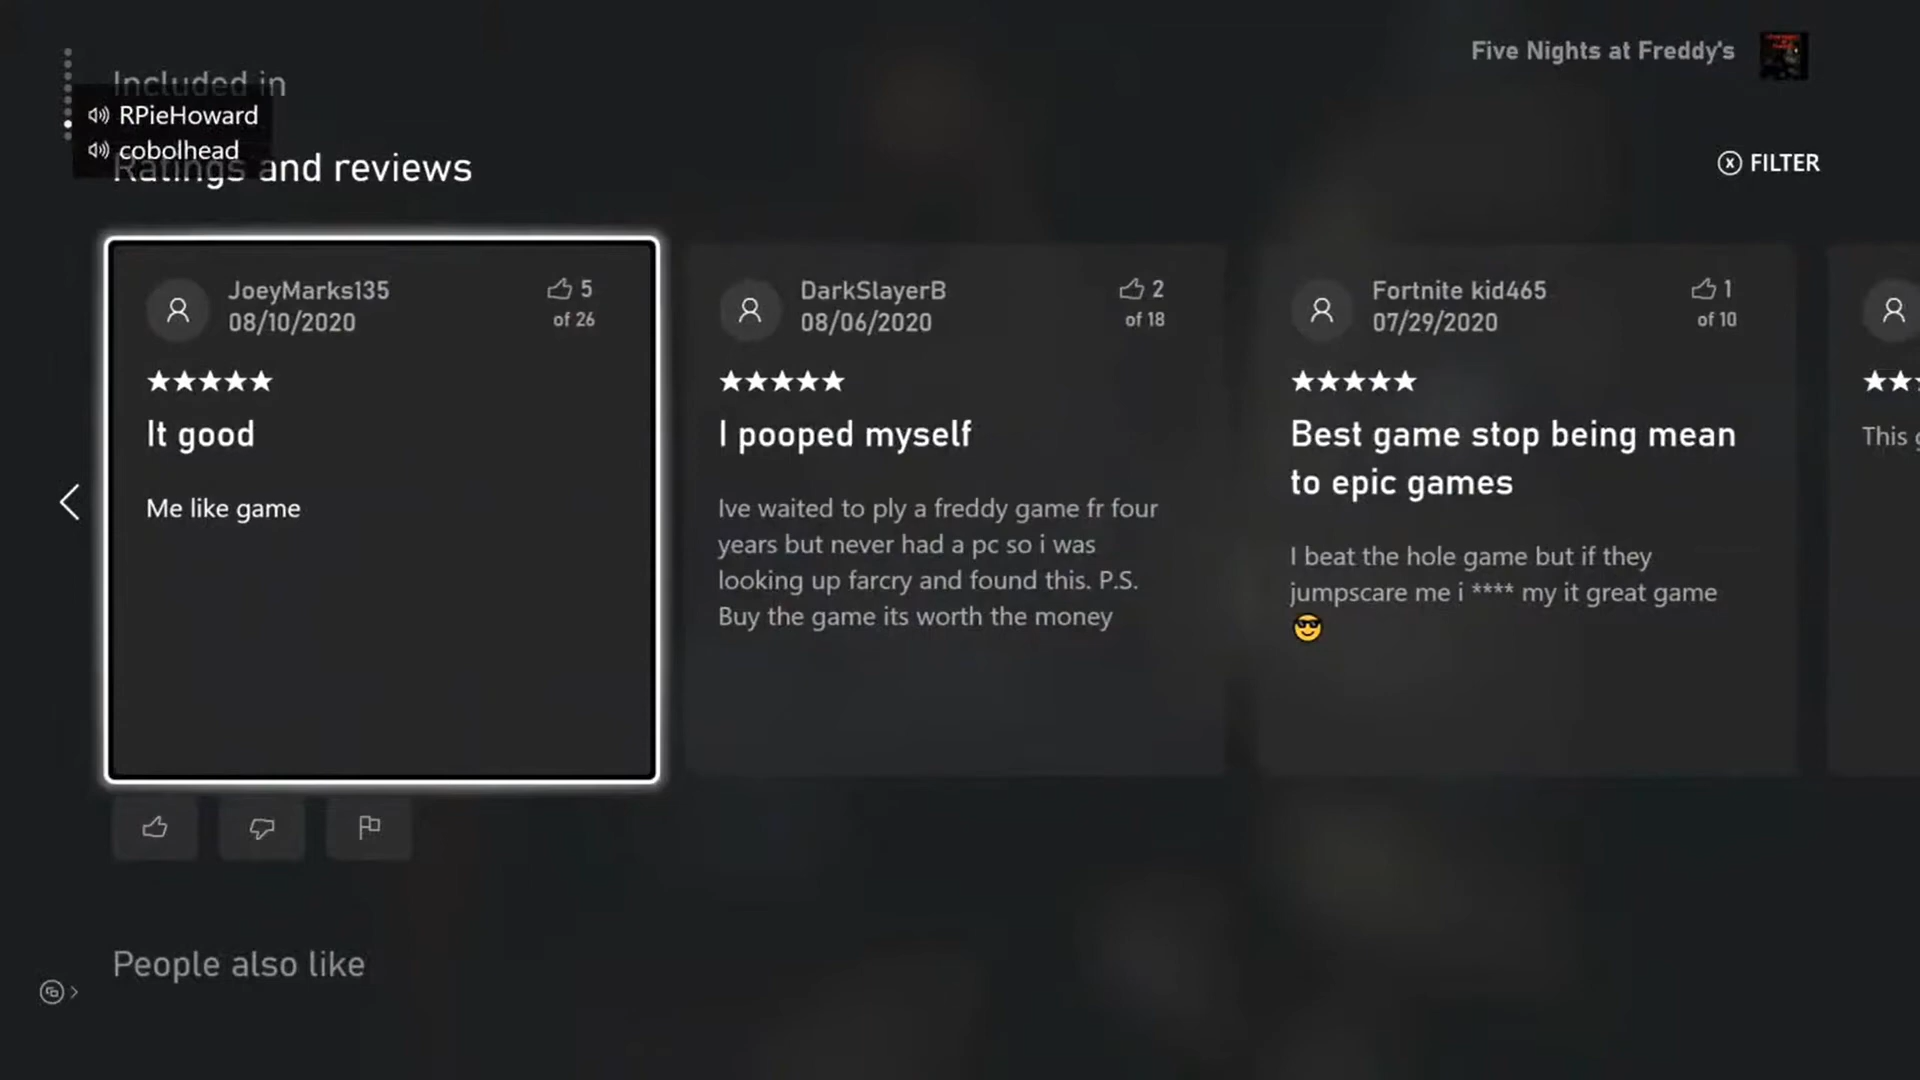 Five Nights at Freddy's
Included in
RPieHoward
cobolhead
Ratings and reviews
FILTER
JoeyMarks135
08/10/2020
5
of 26
It good
Me like game
DarkSlayerB
08/06/2020
2
of 18
I pooped myself
Ive waited to ply a freddy game fr four
years but never had a pc so i was
looking up farcry and found this. P.S.
Buy the game its worth the money
Fortnite kid465
07/29/2020
1
of 10
Best game stop being mean
to epic games
I beat the hole game but if they
jumpscare me i **** my it great game
😎
This
People also like